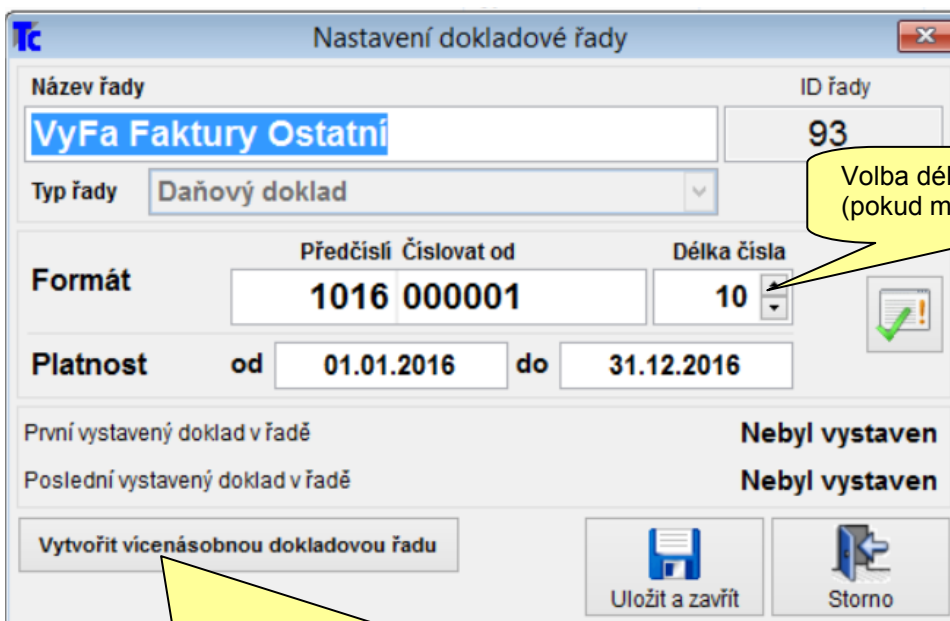 Tc Nastavení dokladové řady
Název řady ID řady
VyFa Faktury Ostatní 93
Typ řady Daňový doklad
Volba
(pokud
Předčíslí Číslovat od Délka čísla
Formát 1016 000001 10
Platnost od 01.01.2016 do 31.12.2016
První vystavený doklad v řadě Nebyl vystaven
Poslední vystavený doklad v řadě Nebyl vystaven
Vytvořit vícenásobnou dokladovou řadu
Uložit a zavřít Storno